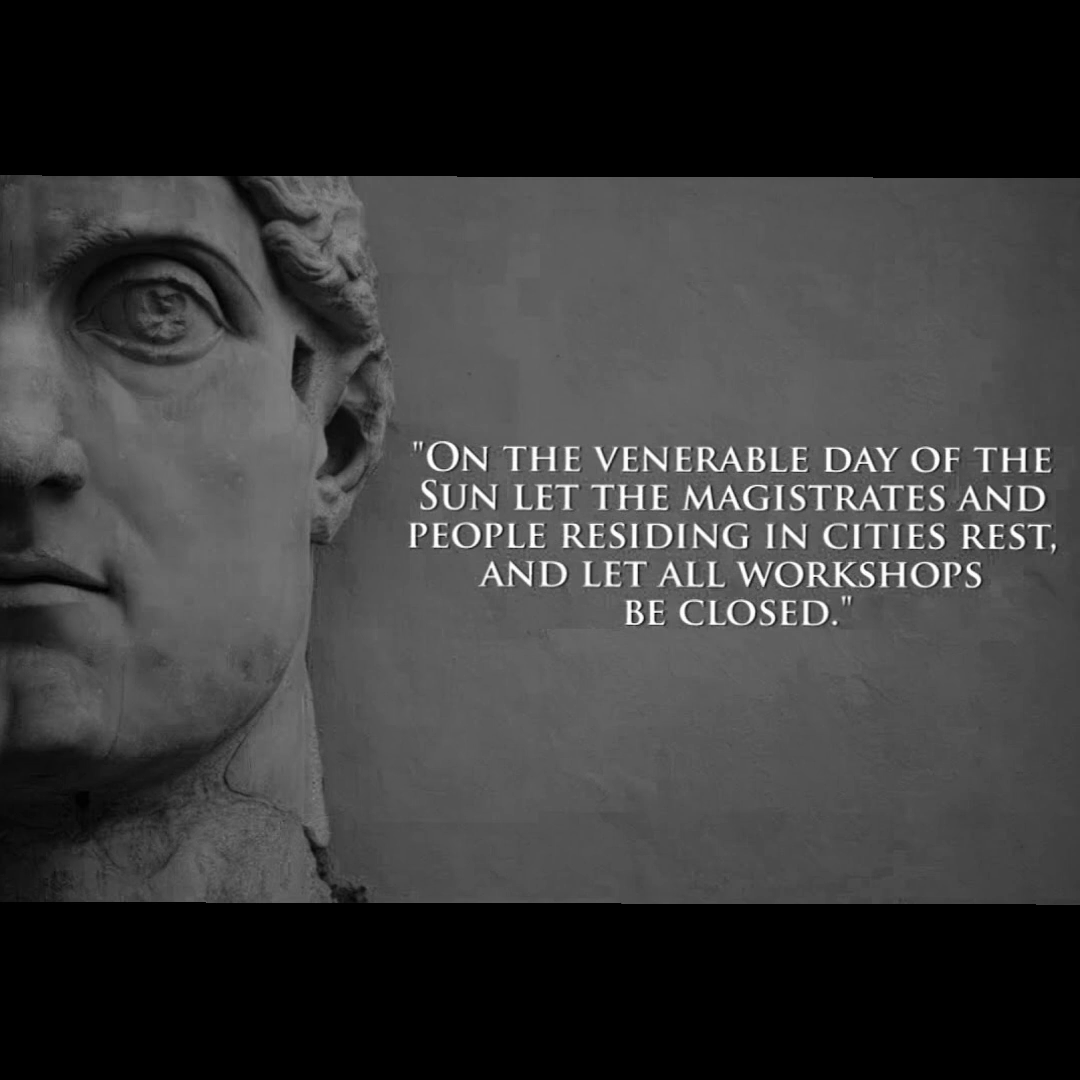 "On the venerable day of the
Sun let the magistrates and
people residing in cities rest,
and let all workshops
be closed."